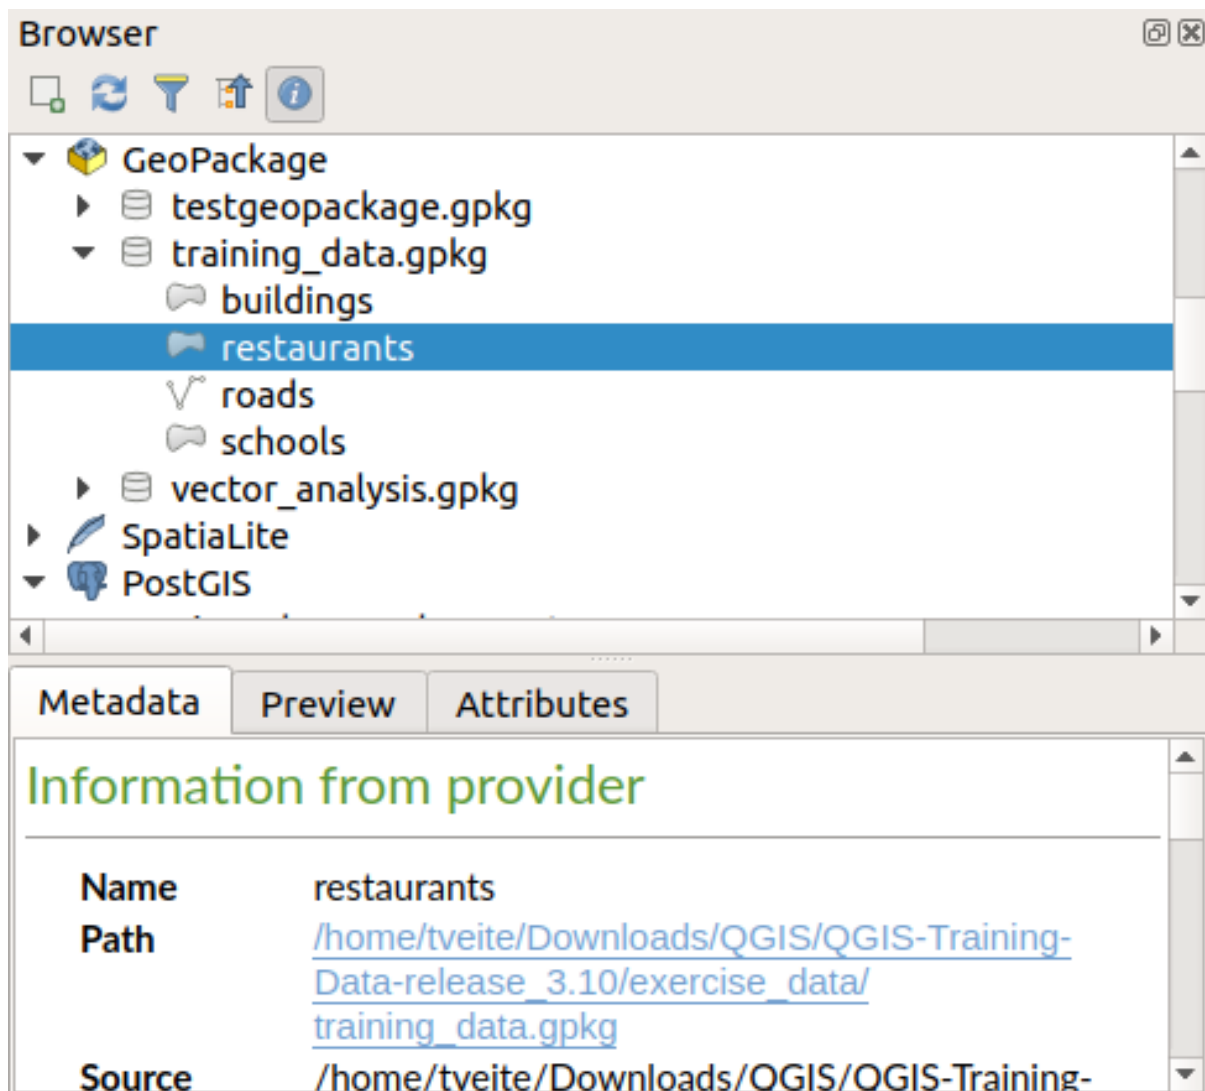 Browser
GeoPackage
testgeopackage.gpkg
training_data.gpkg
buildings
restaurants
roads
schools
vector_analysis.gpkg
SpatiaLite
PostGIS
Metadata Preview Attributes
Information from provider
Name restaurants
Path /home/tveite/Downloads/QGIS/QGIS-Training-
Data-release_3.10/exercise_data/
training_data.gpkg
Source /home/tveite/Downloads/QGIS/QGIS-Training-